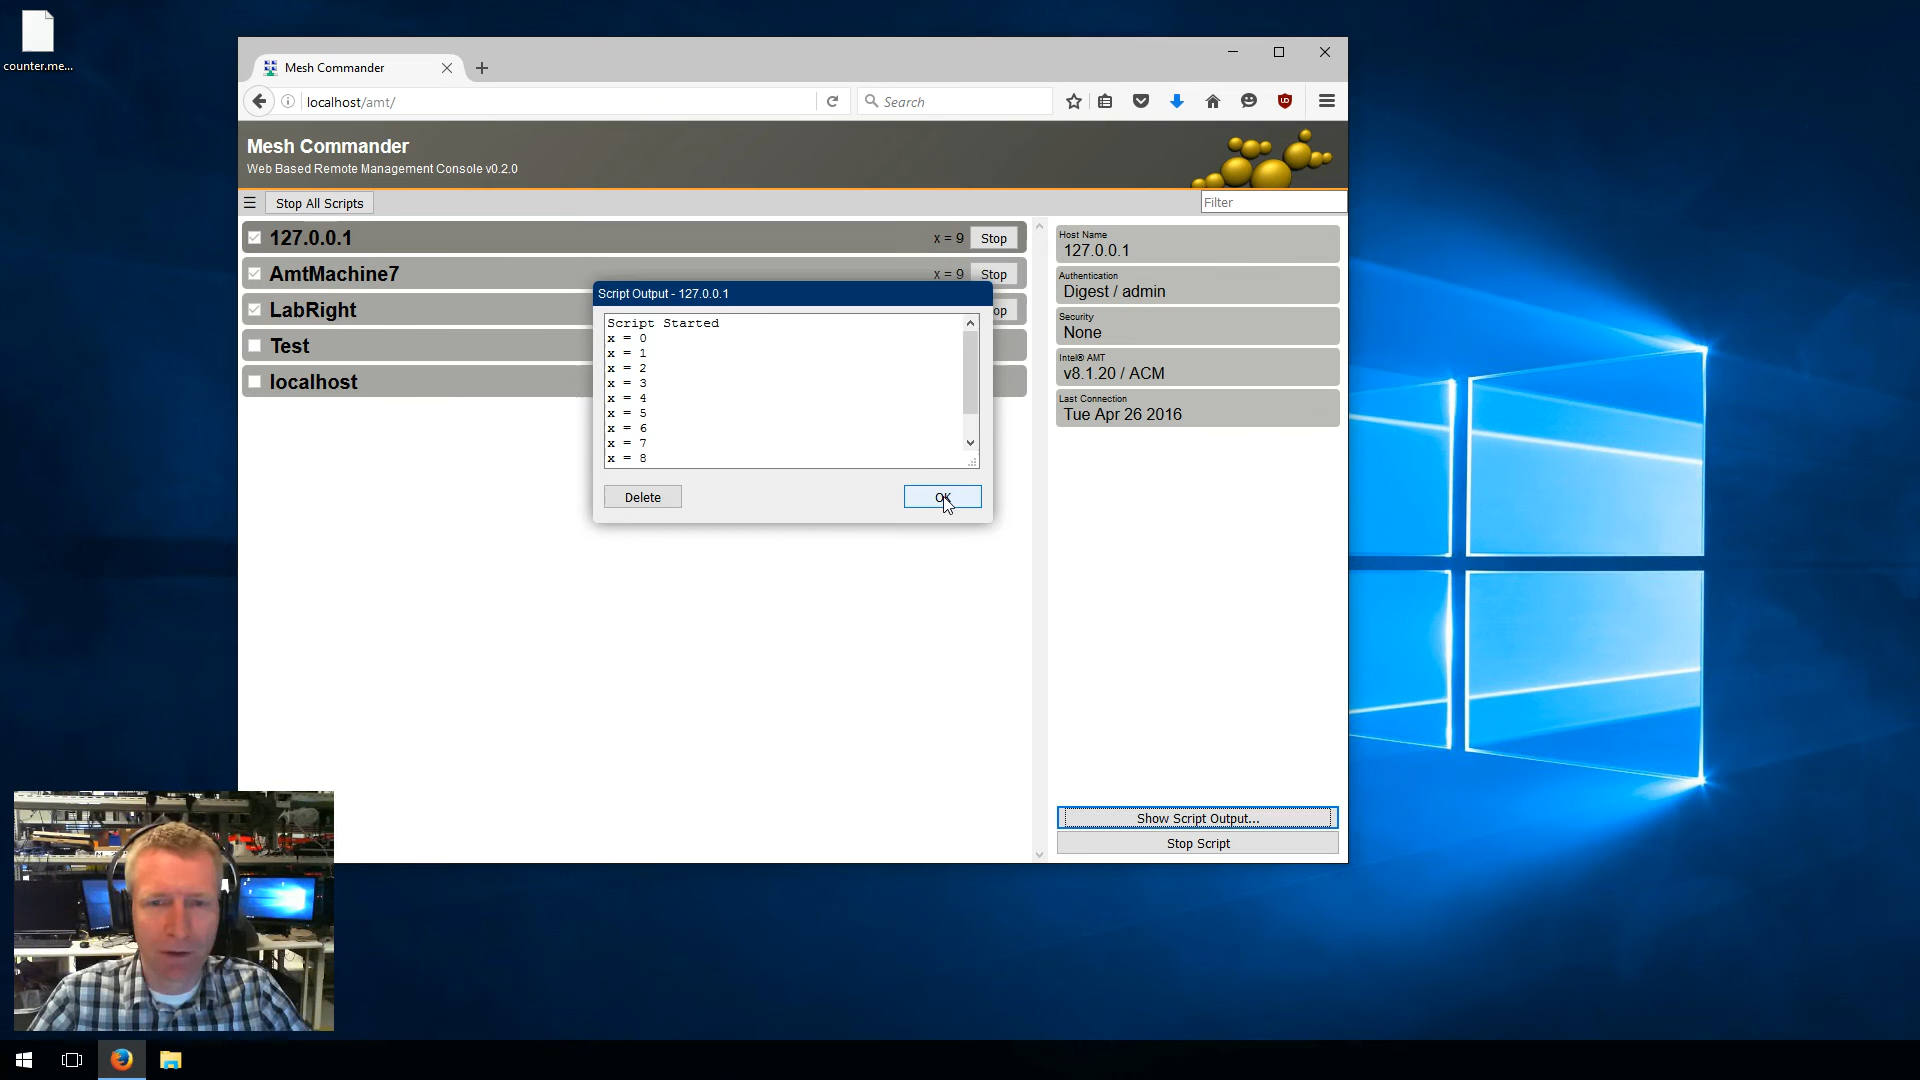 counter.me...
Mesh Commander
localhost/amt/
Search
Mesh Commander
Web Based Remote Management Console v0.2.0
Stop All Scripts
Filter
127.0.0.1
x = 9
Stop
AmtMachine7
x = 9
Stop
LabRight
op
Test
localhost
Script Output - 127.0.0.1
Script Started
x = 0
x = 1
x = 2
x = 3
x = 4
x = 5
x = 6
x = 7
x = 8
Delete
OK
Host Name
127.0.0.1
Authentication
Digest / admin
Security
None
Intel® AMT
v8.1.20 / ACM
Last Connection
Tue Apr 26 2016
Show Script Output...
Stop Script